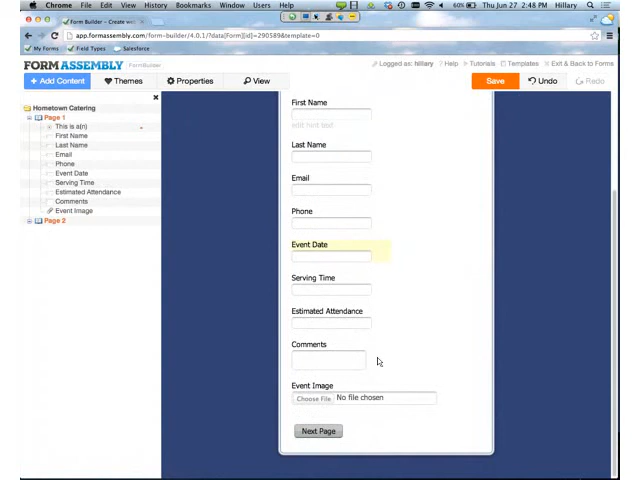 Chrome File Edit View History Bookmarks Window Users Help
60% Thu Jun 27 2:48 PM Hillary
Form Builder – Create we
app.formassembly.com/form-builder/4.0.1/?data[Form][id]=290589&template=0
My Forms Field Types Salesforce
FORM ASSEMBLY FormBuilder
Logged as: hillary ? Help Tutorials Templates Exit & Back to Forms
+ Add Content Themes Properties View Save Undo Redo
Hometown Catering
Page 1
This is a(n)
First Name
Last Name
Email
Phone
Event Date
Serving Time
Estimated Attendance
Comments
Event Image
Page 2
First Name
edit hint text
Last Name
Email
Phone
Event Date
Serving Time
Estimated Attendance
Comments
Event Image
Choose File No file chosen
Next Page